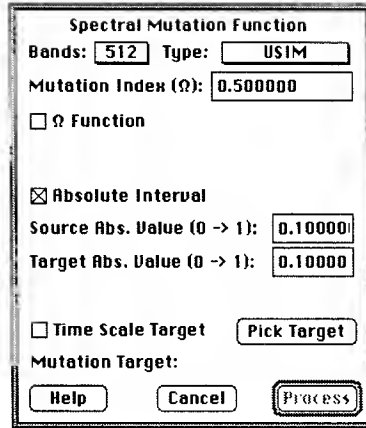 Spectral Mutation Function
Bands: 512 Type: USIM
Mutation Index (Ω): 0.500000
Ω Function
Absolute Interval
Source Abs. Value (0 -> 1): 0.10000
Target Abs. Value (0 -> 1): 0.10000
Time Scale Target Pick Target
Mutation Target:
Help Cancel Process